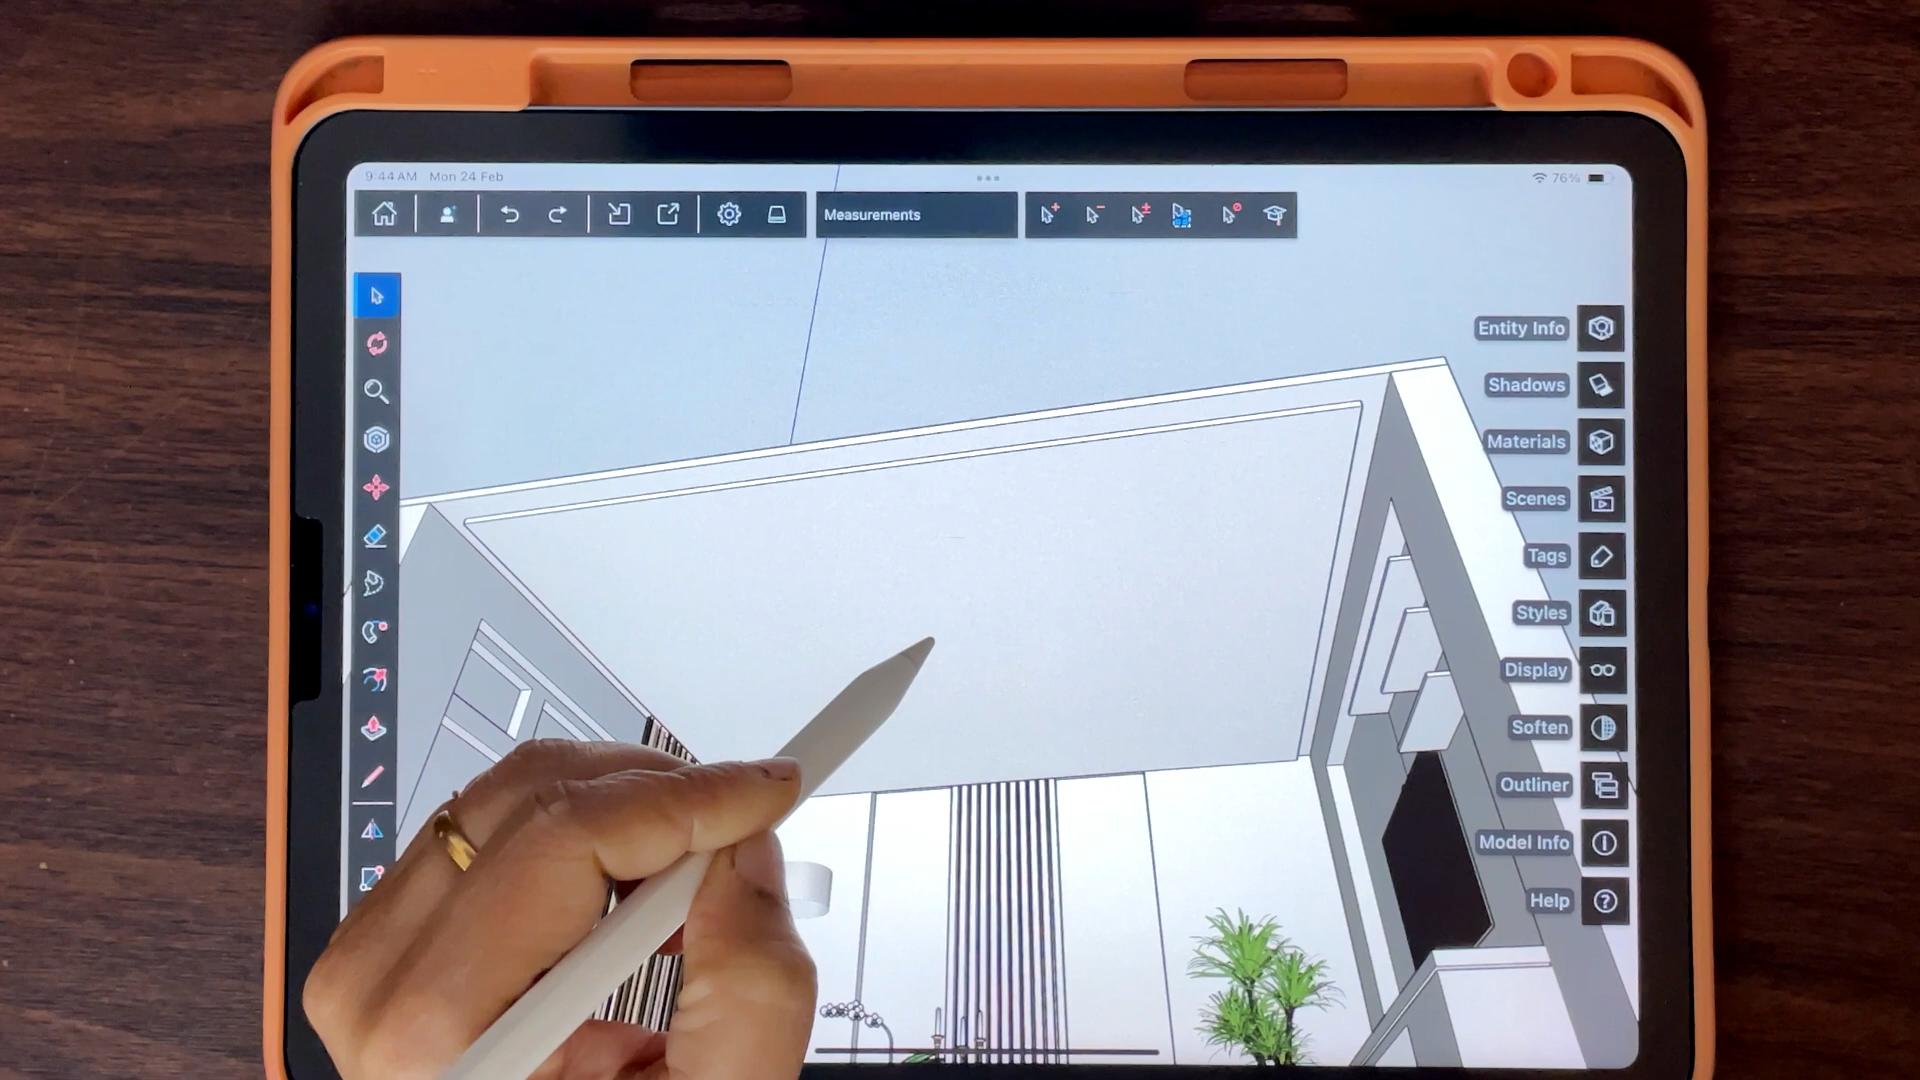 9:44 AM Mon 24 Feb
76%
Measurements
Entity Info
Shadows
Materials
Scenes
Tags
Styles
Display
Soften
Outliner
Model Info
Help